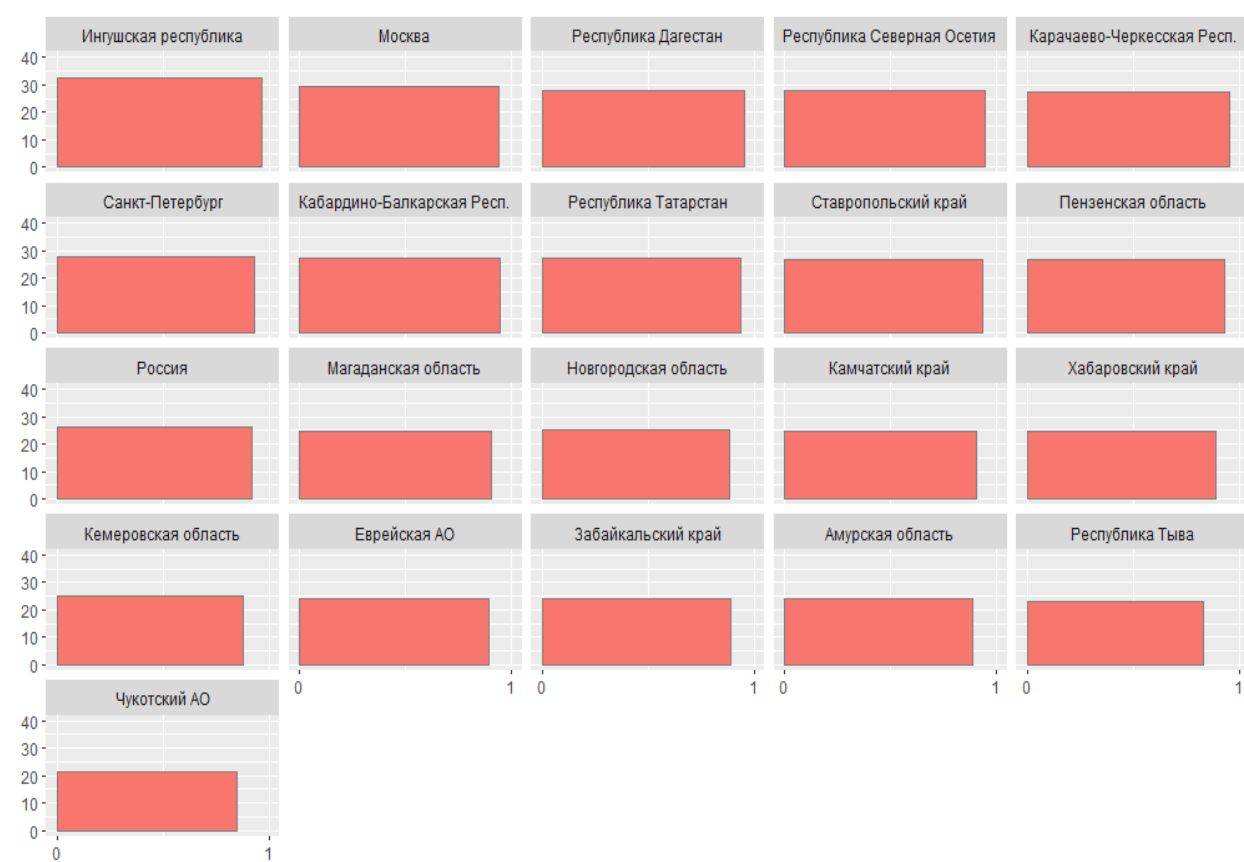 Ингушская республика
Москва
Республика Дагестан
Республика Северная Осетия
Карачаево-Черкесская Респ.
40
30
20
10
0
Санкт-Петербург
Кабардино-Балкарская Респ.
Республика Татарстан
Ставропольский край
Пензенская область
40
30
20
10
0
Россия
Магаданская область
Новгородская область
Камчатский край
Хабаровский край
40
30
20
10
0
Кемеровская область
Еврейская АО
Забайкальский край
Амурская область
Республика Тыва
40
30
20
10
0
0 1
0 1
0 1
0 1
Чукотский АО
40
30
20
10
0
0 1